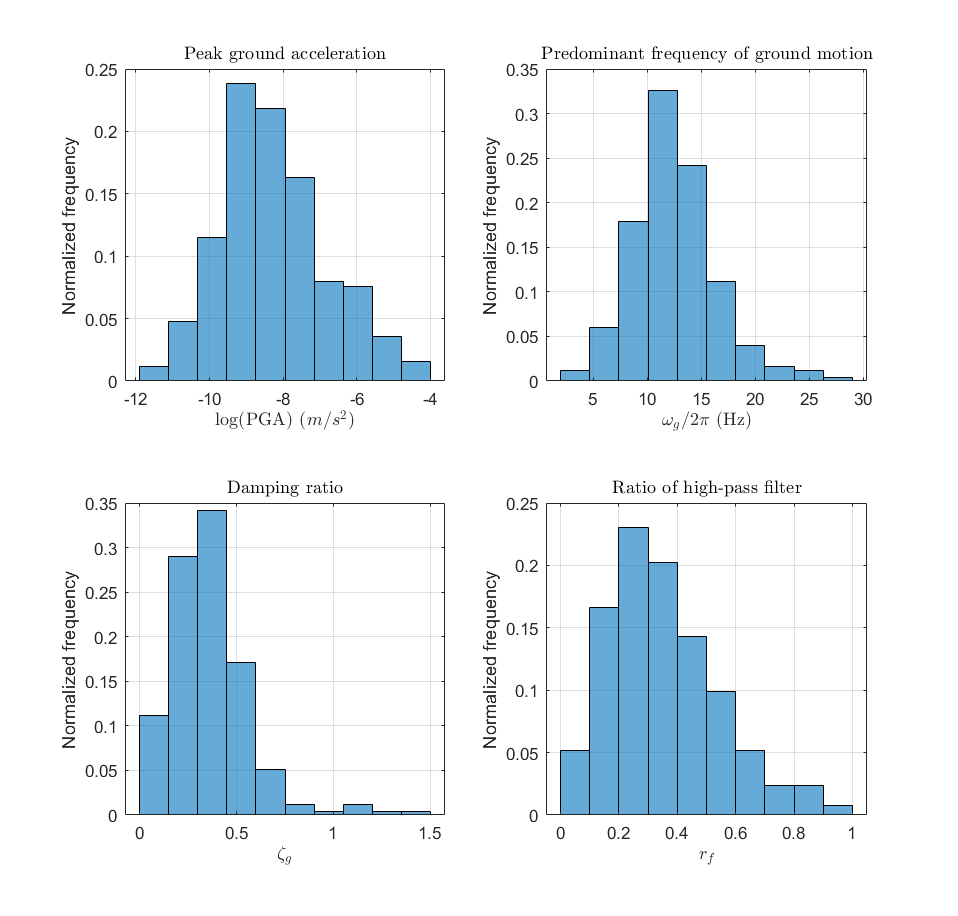 Peak ground acceleration
Normalized frequency
0.25
0.2
0.15
0.1
0.05
0
-12 -10 -8 -6 -4
log(PGA) (m/s²)
Predominant frequency of ground motion
Normalized frequency
0.35
0.3
0.25
0.2
0.15
0.1
0.05
0
5 10 15 20 25 30
ω_g/2π (Hz)
Damping ratio
Normalized frequency
0.35
0.3
0.25
0.2
0.15
0.1
0.05
0
0 0.5 1 1.5
ζ_g
Ratio of high-pass filter
Normalized frequency
0.25
0.2
0.15
0.1
0.05
0
0 0.2 0.4 0.6 0.8 1
r_f